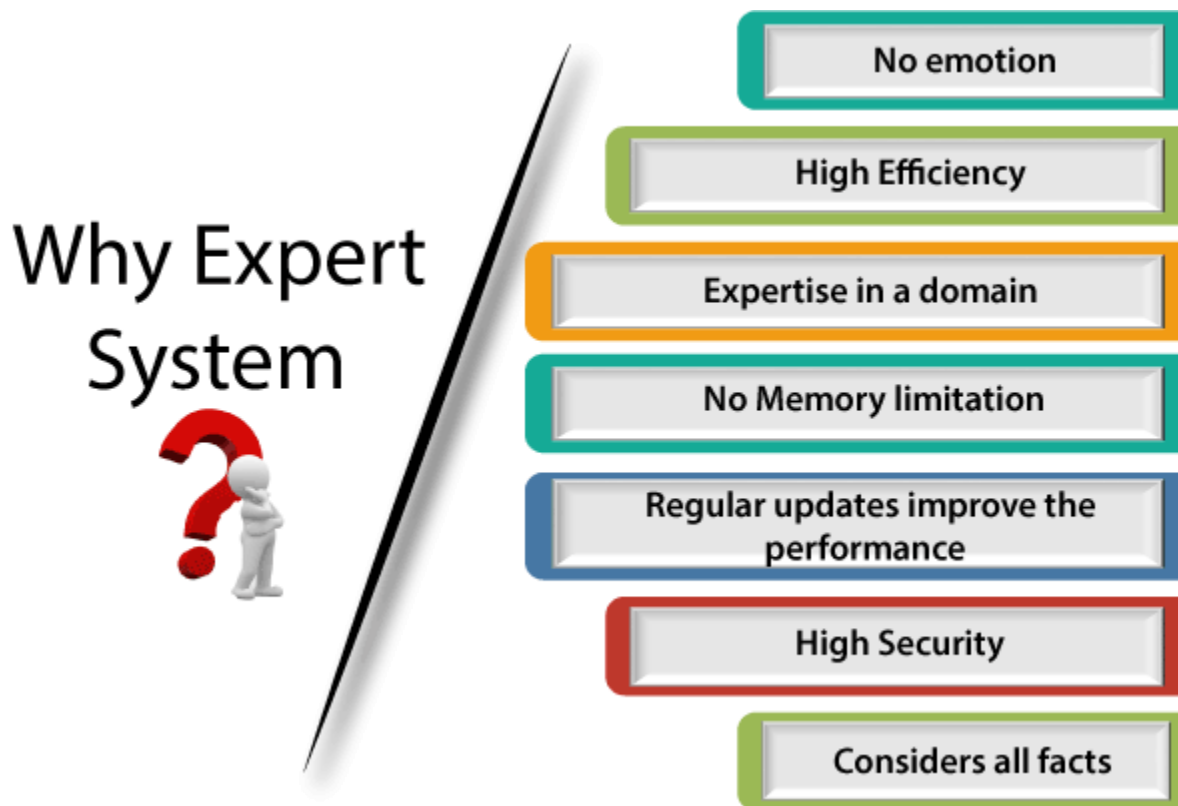 Why Expert
System
No emotion
High Efficiency
Expertise in a domain
No Memory limitation
Regular updates improve the
performance
High Security
Considers all facts